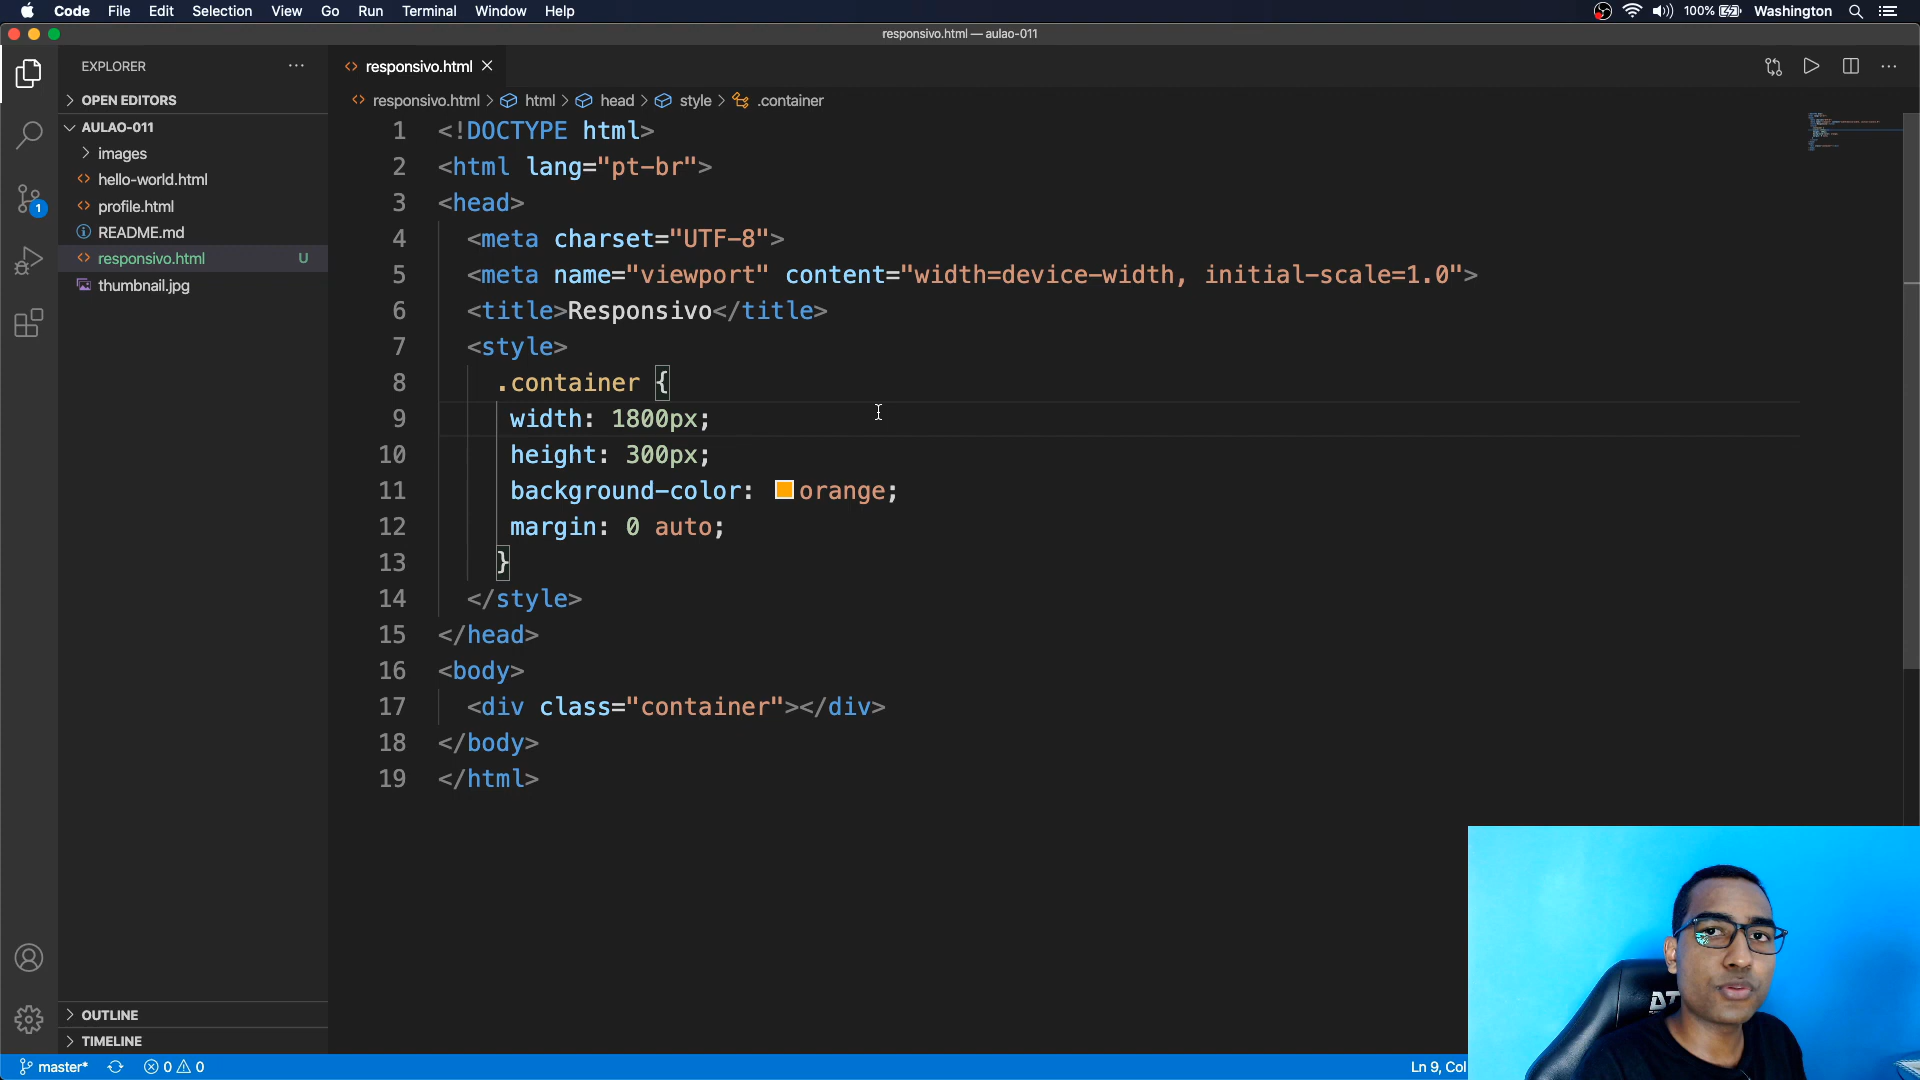 Code File Edit Selection View Go Run Terminal Window Help 100% Washington
responsivo.html — aulao-011
EXPLORER
OPEN EDITORS
AULAO-011
images
hello-world.html
profile.html
README.md
responsivo.html U
thumbnail.jpg
OUTLINE
TIMELINE
1
responsivo.html
responsivo.html > html > head > style > .container
1 <!DOCTYPE html>
2 <html lang="pt-br">
3 <head>
4 <meta charset="UTF-8">
5 <meta name="viewport" content="width=device-width, initial-scale=1.0">
6 <title>Responsivo</title>
7 <style>
8 .container {
9 width: 1800px;
10 height: 300px;
11 background-color: orange;
12 margin: 0 auto;
13 }
14 </style>
15 </head>
16 <body>
17 <div class="container"></div>
18 </body>
19 </html>
master* 0 0 Ln 9, Col